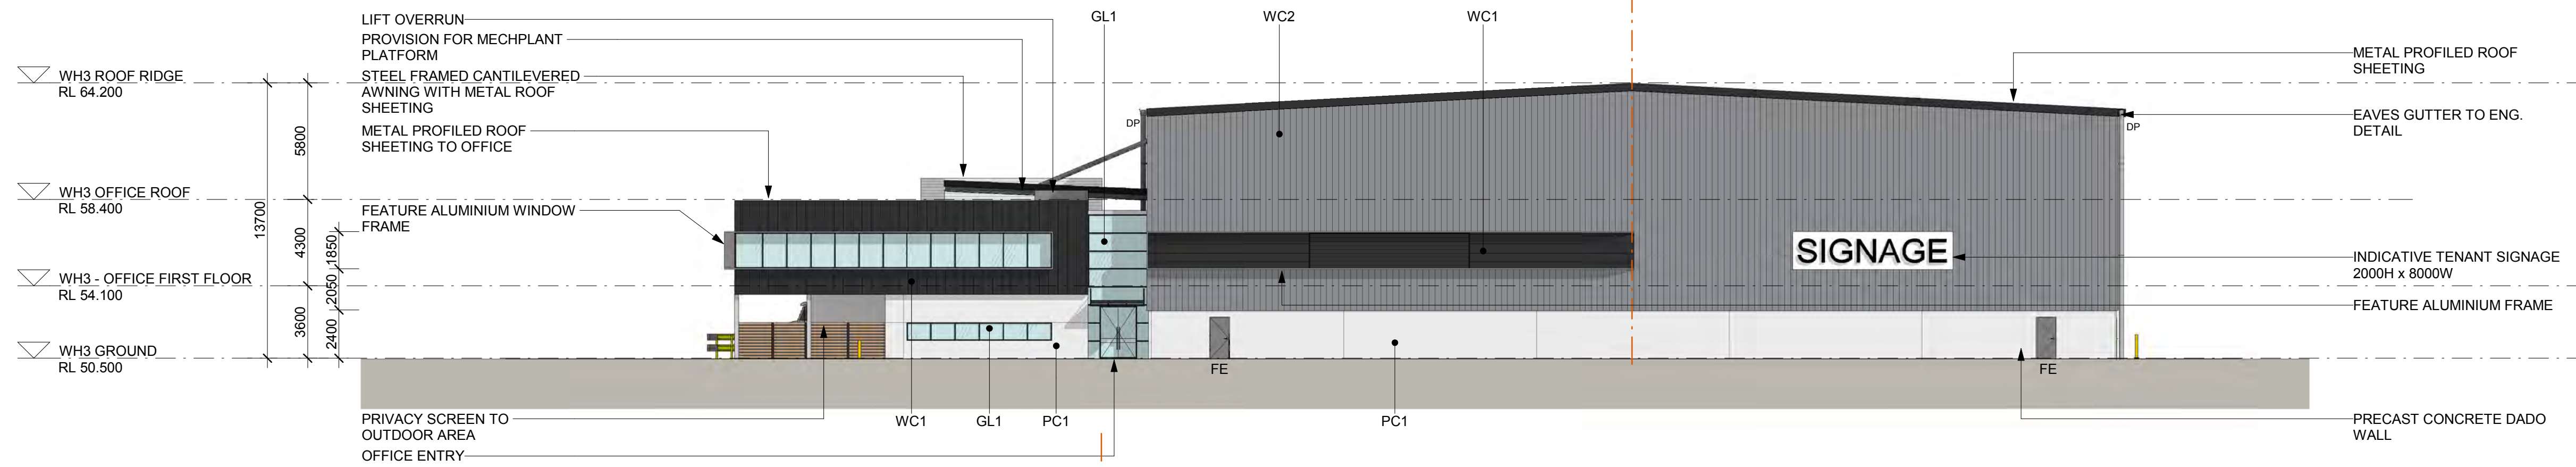 LIFT OVERRUN
PROVISION FOR MECHPLANT
PLATFORM
STEEL FRAMED CANTILEVERED
AWNING WITH METAL ROOF
SHEETING
METAL PROFILED ROOF
SHEETING TO OFFICE
FEATURE ALUMINIUM WINDOW
FRAME
WH3 ROOF RIDGE
RL 64.200
WH3 OFFICE ROOF
RL 58.400
WH3 - OFFICE FIRST FLOOR
RL 54.100
WH3 GROUND
RL 50.500
13700
5800
4300
3600
1850
2050
2400
GL1
WC2
WC1
DP
DP
SIGNAGE
METAL PROFILED ROOF
SHEETING
EAVES GUTTER TO ENG.
DETAIL
INDICATIVE TENANT SIGNAGE
2000H x 8000W
FEATURE ALUMINIUM FRAME
PRECAST CONCRETE DADO
WALL
FE
FE
PRIVACY SCREEN TO
OUTDOOR AREA
OFFICE ENTRY
WC1
GL1
PC1
PC1